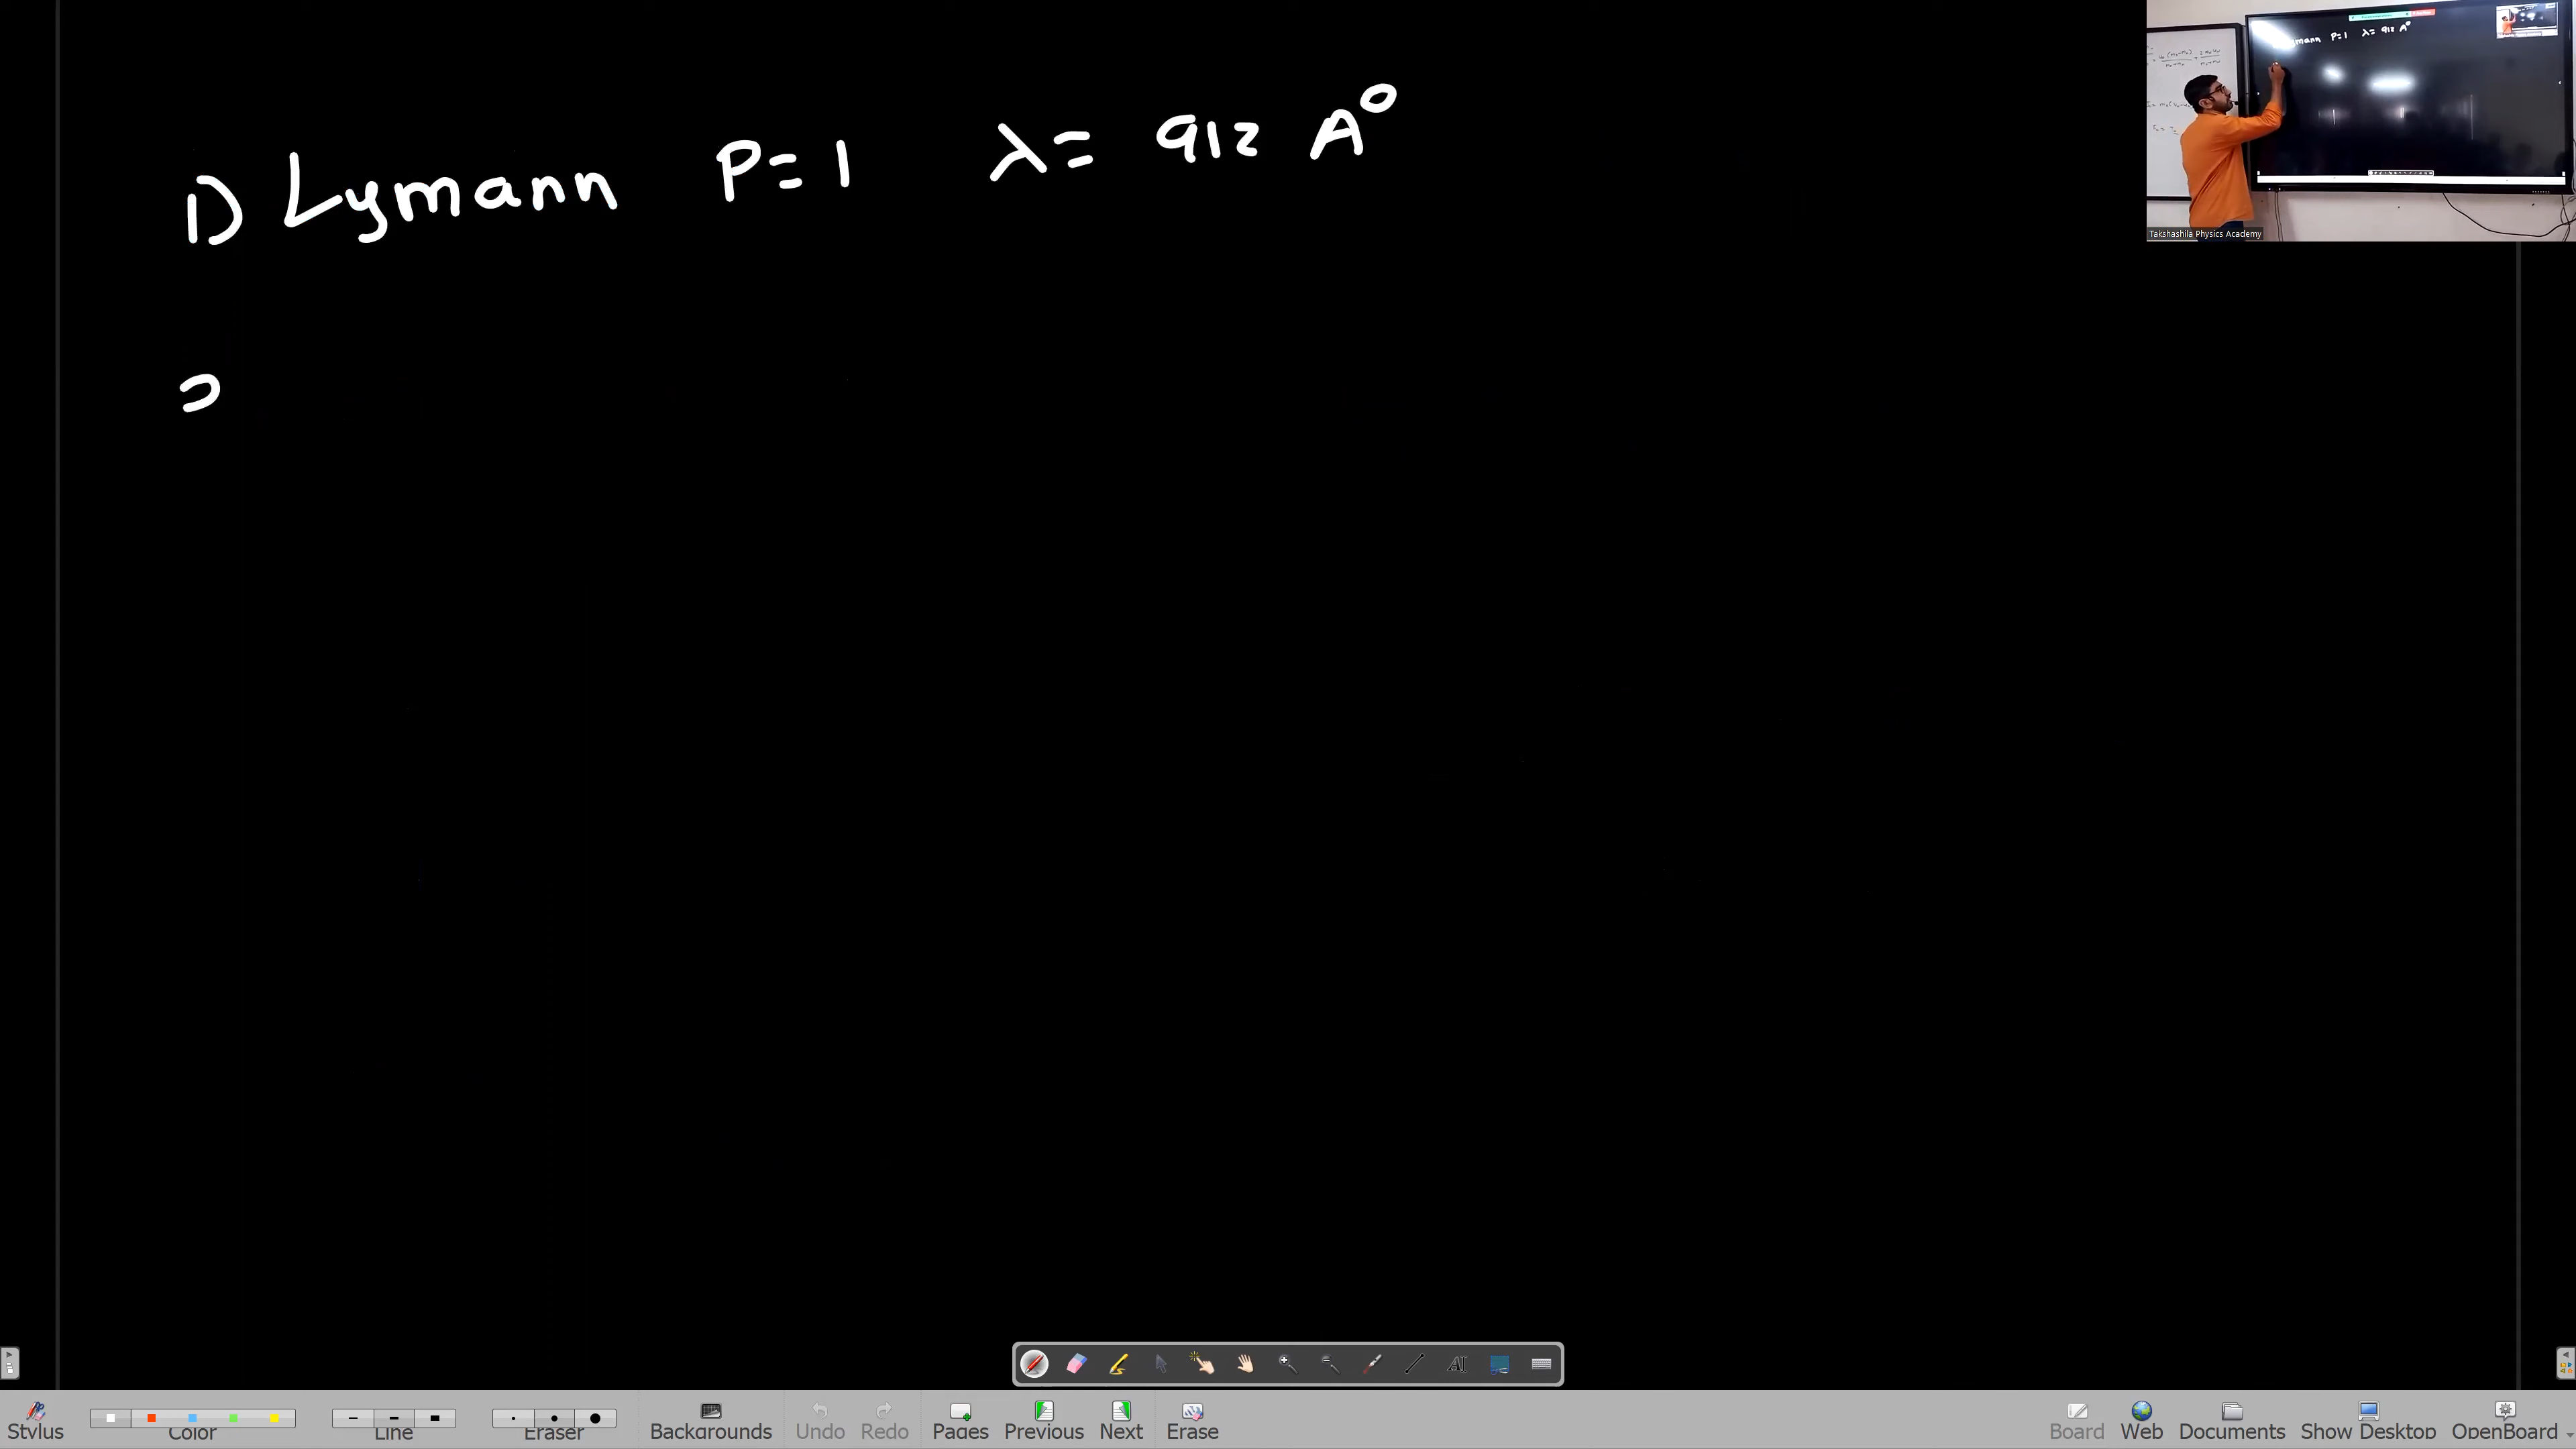 1) Lymann P=1 λ= 912 A°
Takshashila Physics Academy
Stylus
Color
Line
Eraser
Backgrounds
Undo
Redo
Pages
Previous
Next
Erase
Board
Web
Documents
Show Desktop
OpenBoard